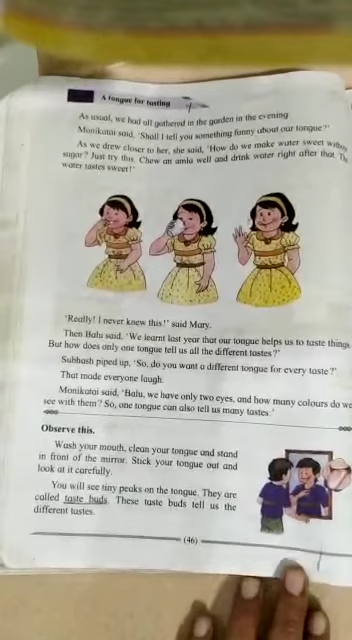 A tongue for tasting
As usual, we had all gathered in the garden in the evening.
Monikatai said, 'Shall I tell you something funny about our tongue?'
As we drew closer to her, she said, 'How do we make water sweet
sugar? Just try this. Chew an amla well and drink water right after that.
water tastes sweet!'
'Really! I never knew this!' said Mary.
Then Balu said, 'We learnt last year that our tongue helps us to taste things.
But how does only one tongue tell us all the different tastes?'
Subhash piped up, 'So, do you want a different tongue for every taste?'
That made everyone laugh.
Monikatai said, 'Balu, we have only two eyes, and how many colours do we
see with them? So, one tongue can also tell us many tastes.'
Observe this.
Wash your mouth, clean your tongue and stand
in front of the mirror. Stick your tongue out and
look at it carefully.
You will see tiny peaks on the tongue. They are
called taste buds. These taste buds tell us the
different tastes.
(46)